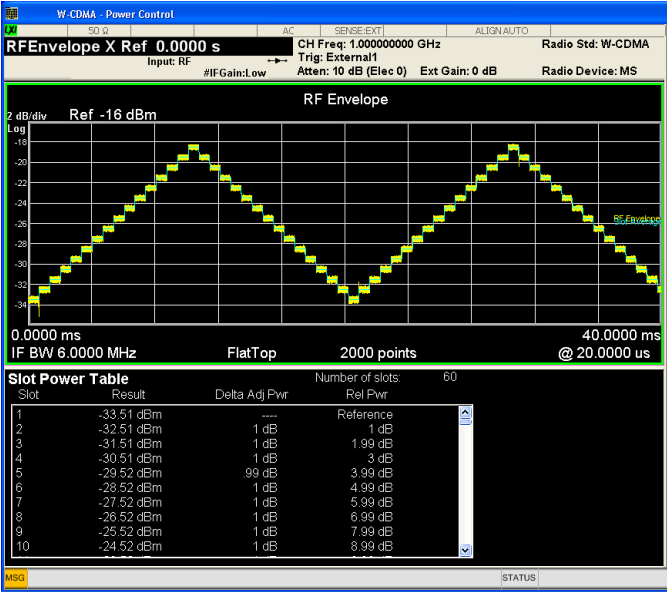 W-CDMA - Power Control
LXI 50 Ω AC SENSE:EXT ALIGN AUTO
RFEnvelope X Ref 0.0000 s
Input: RF
#IFGain:Low
CH Freq: 1.000000000 GHz
Trig: External1
Atten: 10 dB (Elec 0) Ext Gain: 0 dB
Radio Std: W-CDMA
Radio Device: MS
RF Envelope
2 dB/div Ref -16 dBm
Log
-18
-20
-22
-24
-26
-28
-30
-32
-34
RF Envelope
Slot Average
0.0000 ms 40.0000 ms
IF BW 6.0000 MHz FlatTop 2000 points @ 20.0000 us
Slot Power Table Number of slots: 60
Slot Result Delta Adj Pwr Rel Pwr
1 -33.51 dBm ---- Reference
2 -32.51 dBm 1 dB 1 dB
3 -31.51 dBm 1 dB 1.99 dB
4 -30.51 dBm 1 dB 3 dB
5 -29.52 dBm .99 dB 3.99 dB
6 -28.52 dBm 1 dB 4.99 dB
7 -27.52 dBm 1 dB 5.99 dB
8 -26.52 dBm 1 dB 6.99 dB
9 -25.52 dBm 1 dB 7.99 dB
10 -24.52 dBm 1 dB 8.99 dB
MSG STATUS